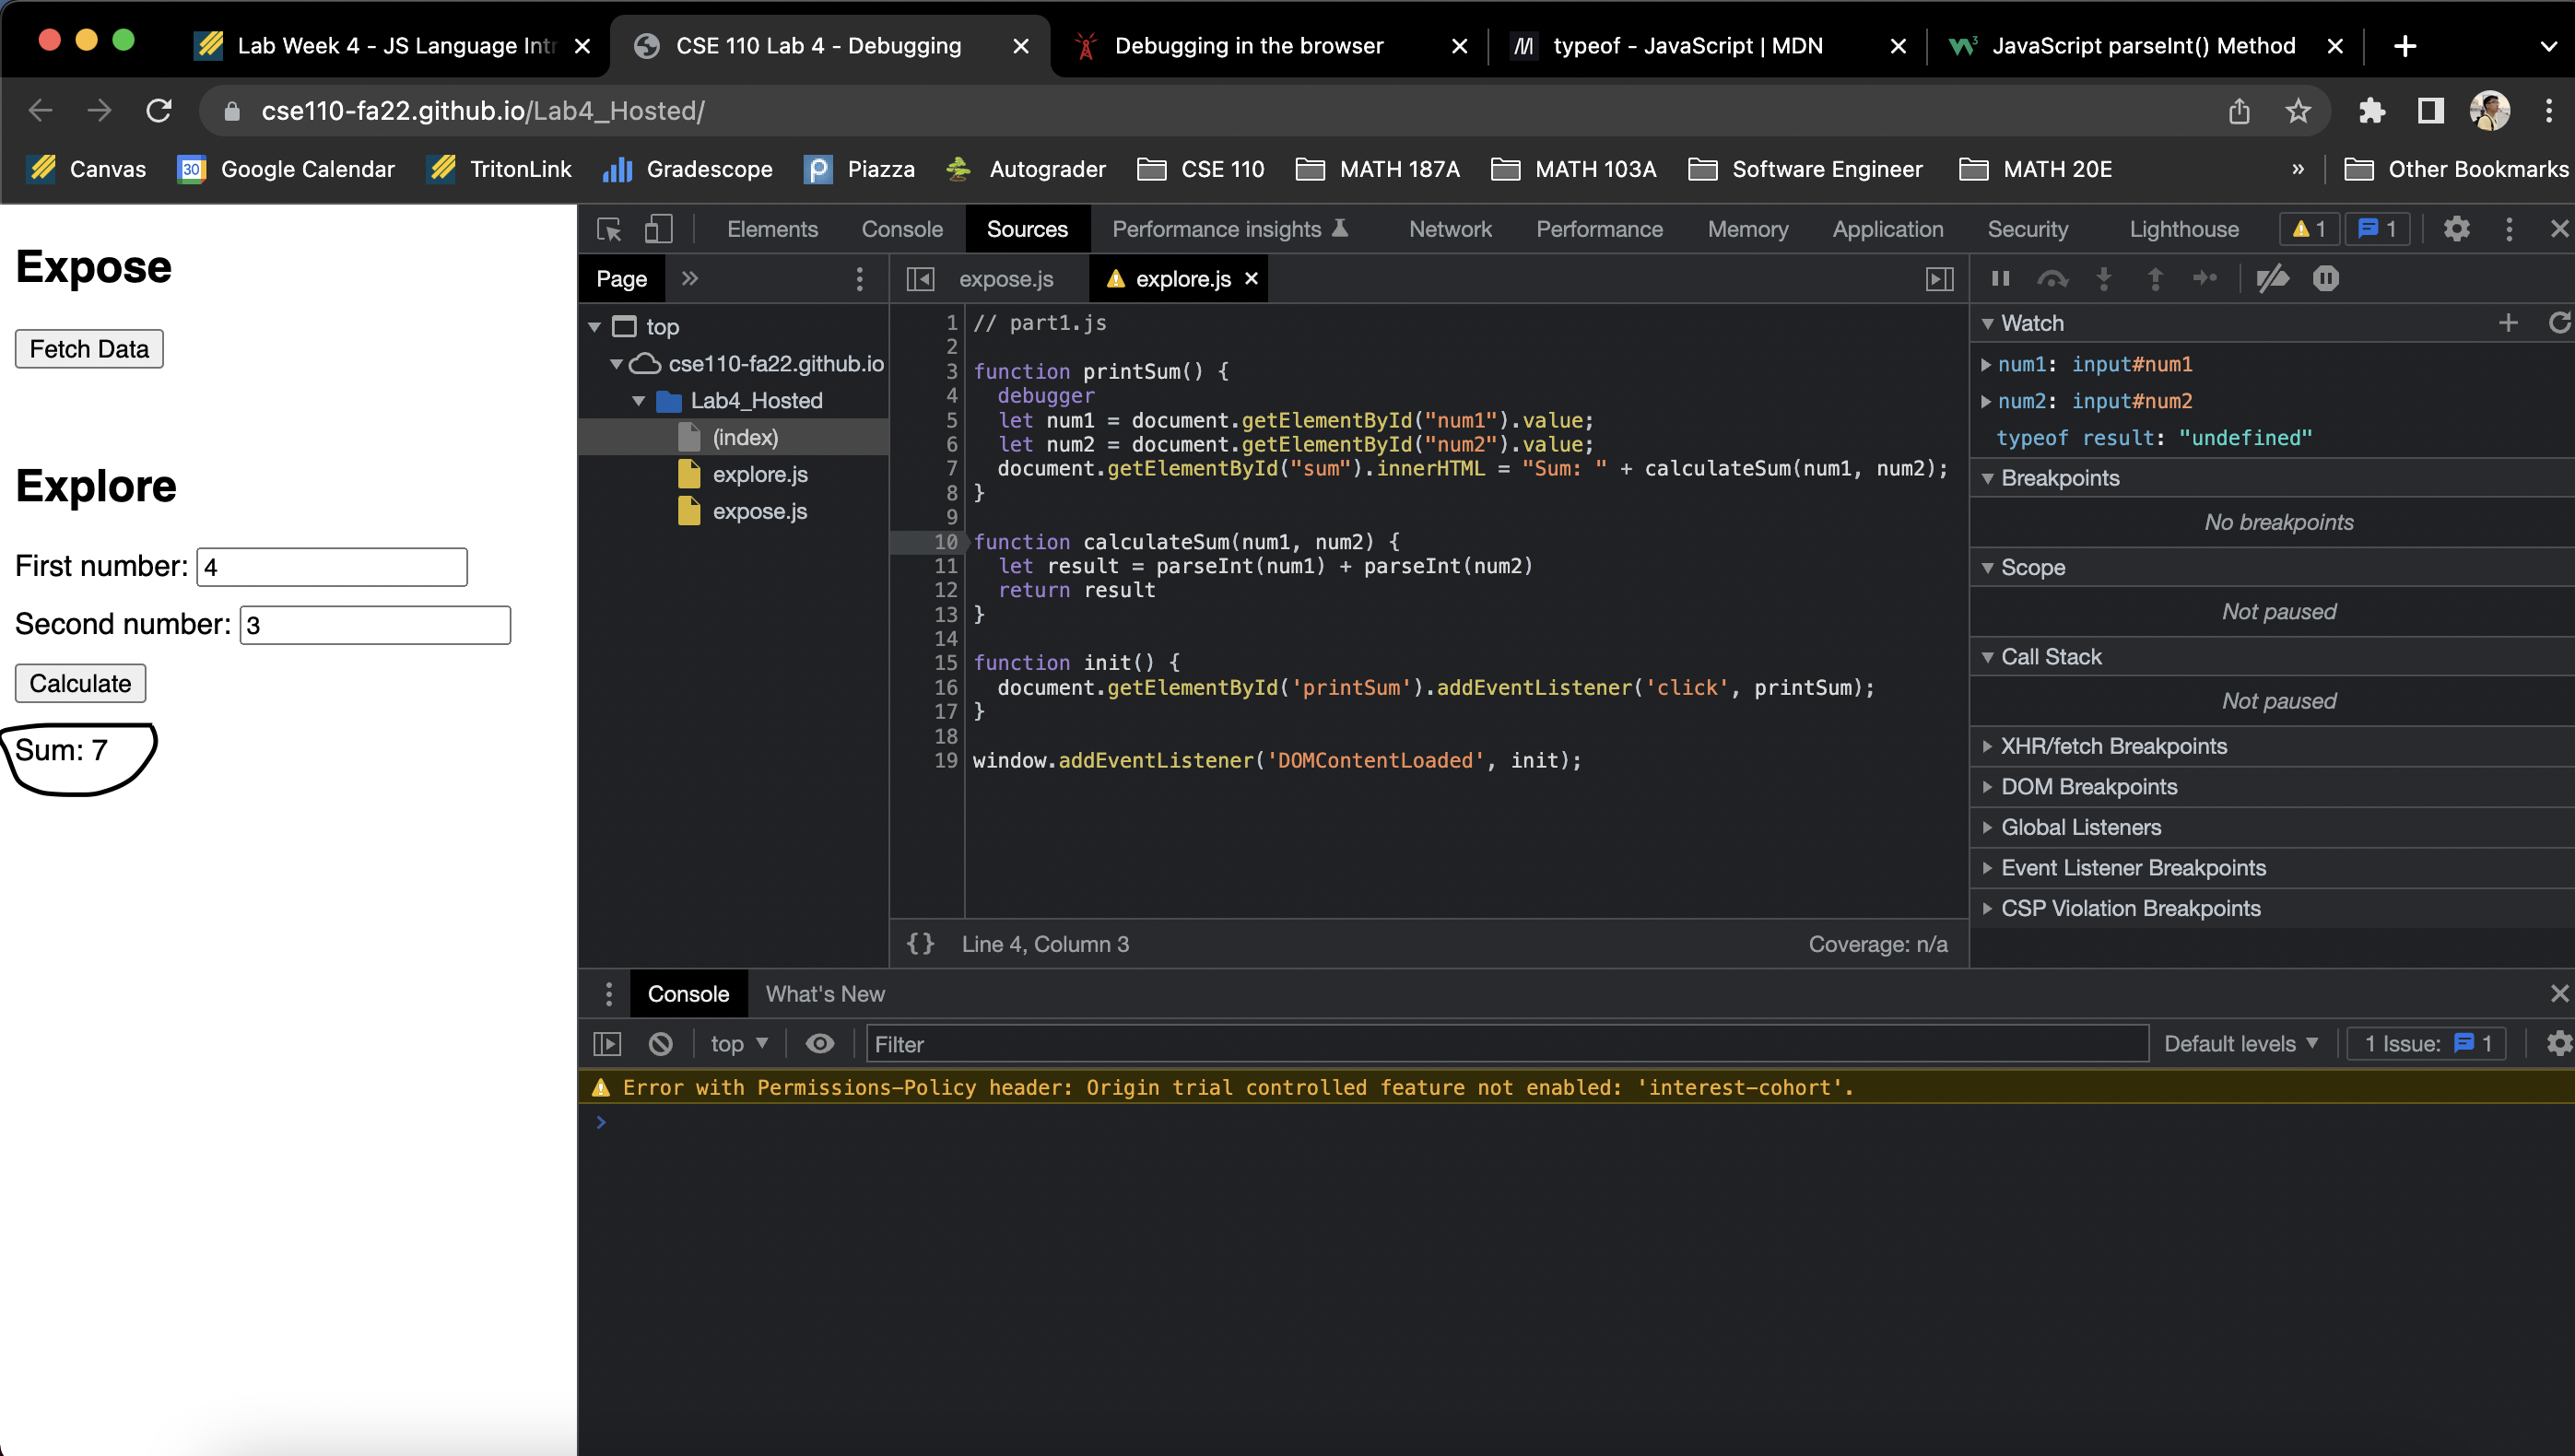 Lab Week 4 - JS Language Intr
CSE 110 Lab 4 - Debugging
Debugging in the browser
typeof - JavaScript | MDN
JavaScript parseInt() Method
cse110-fa22.github.io/Lab4_Hosted/
Canvas
30 Google Calendar
TritonLink
Gradescope
Piazza
Autograder
CSE 110
MATH 187A
MATH 103A
Software Engineer
MATH 20E
»
Other Bookmarks
Expose
Fetch Data
Explore
First number: 4
Second number: 3
Calculate
Sum: 7
Elements Console Sources Performance insights Network Performance Memory Application Security Lighthouse 1 1
Page »
top
cse110-fa22.github.io
Lab4_Hosted
(index)
explore.js
expose.js
expose.js explore.js
1 // part1.js
2
3 function printSum() {
4 debugger
5 let num1 = document.getElementById("num1").value;
6 let num2 = document.getElementById("num2").value;
7 document.getElementById("sum").innerHTML = "Sum: " + calculateSum(num1, num2);
8 }
9
10 function calculateSum(num1, num2) {
11 let result = parseInt(num1) + parseInt(num2)
12 return result
13 }
14
15 function init() {
16 document.getElementById('printSum').addEventListener('click', printSum);
17 }
18
19 window.addEventListener('DOMContentLoaded', init);
{} Line 4, Column 3 Coverage: n/a
Watch
num1: input#num1
num2: input#num2
typeof result: "undefined"
Breakpoints
No breakpoints
Scope
Not paused
Call Stack
Not paused
XHR/fetch Breakpoints
DOM Breakpoints
Global Listeners
Event Listener Breakpoints
CSP Violation Breakpoints
Console What's New
top Filter Default levels 1 Issue: 1
Error with Permissions-Policy header: Origin trial controlled feature not enabled: 'interest-cohort'.